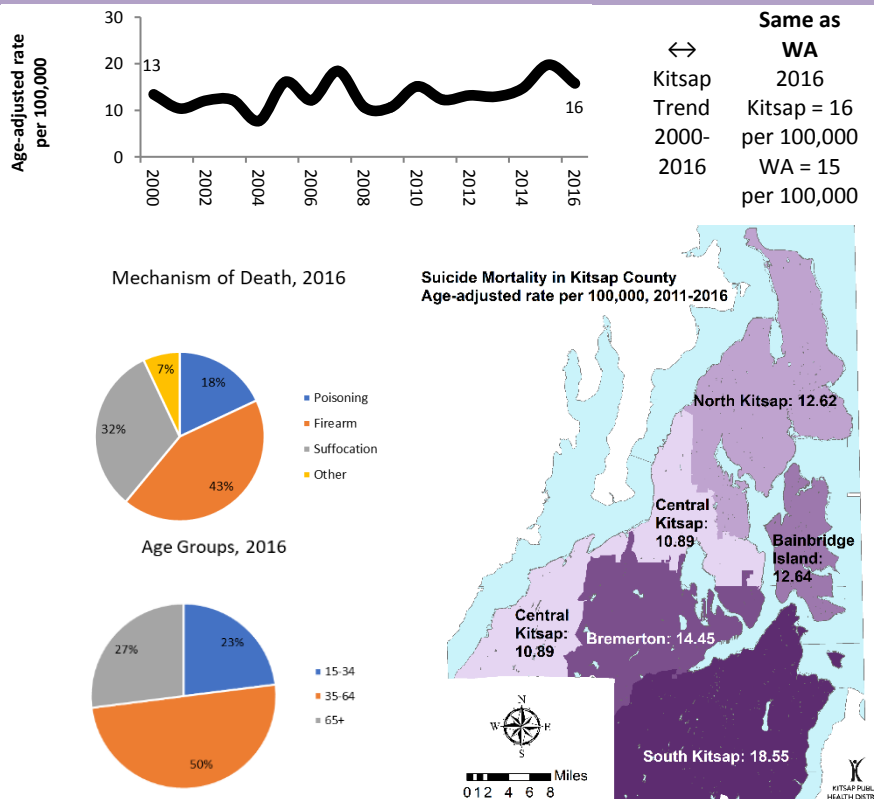 Age-adjusted rate
per 100,000
30
20
10
0
13
16
2000
2002
2004
2006
2008
2010
2012
2014
2016
↔
Kitsap
Trend
2000-
2016
Same as
WA
2016
Kitsap = 16
per 100,000
WA = 15
per 100,000
Mechanism of Death, 2016
7%
18%
32%
43%
Poisoning
Firearm
Suffocation
Other
Age Groups, 2016
27%
23%
50%
15-34
35-64
65+
Suicide Mortality in Kitsap County
Age-adjusted rate per 100,000, 2011-2016
North Kitsap: 12.62
Central
Kitsap:
10.89
Bainbridge
Island:
12.64
Central
Kitsap:
10.89
Bremerton: 14.45
South Kitsap: 18.55
N
W
E
S
0 1 2 4 6 8 Miles
KITSAP PUBL
HEALTH DISTR